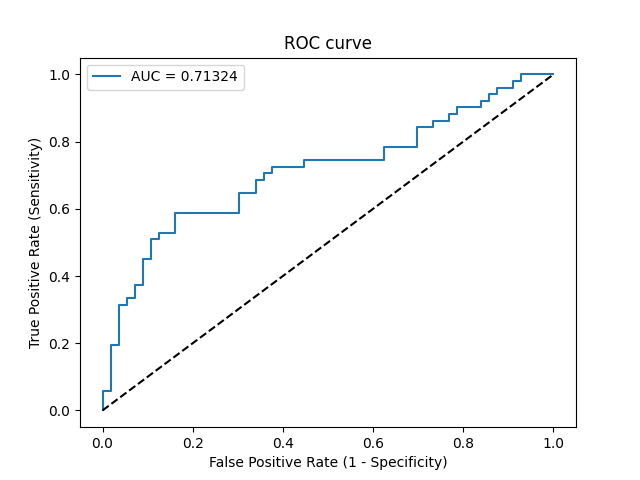 ROC curve
AUC = 0.71324
1.0
0.8
0.6
0.4
0.2
0.0
True Positive Rate (Sensitivity)
0.0 0.2 0.4 0.6 0.8 1.0
False Positive Rate (1 - Specificity)